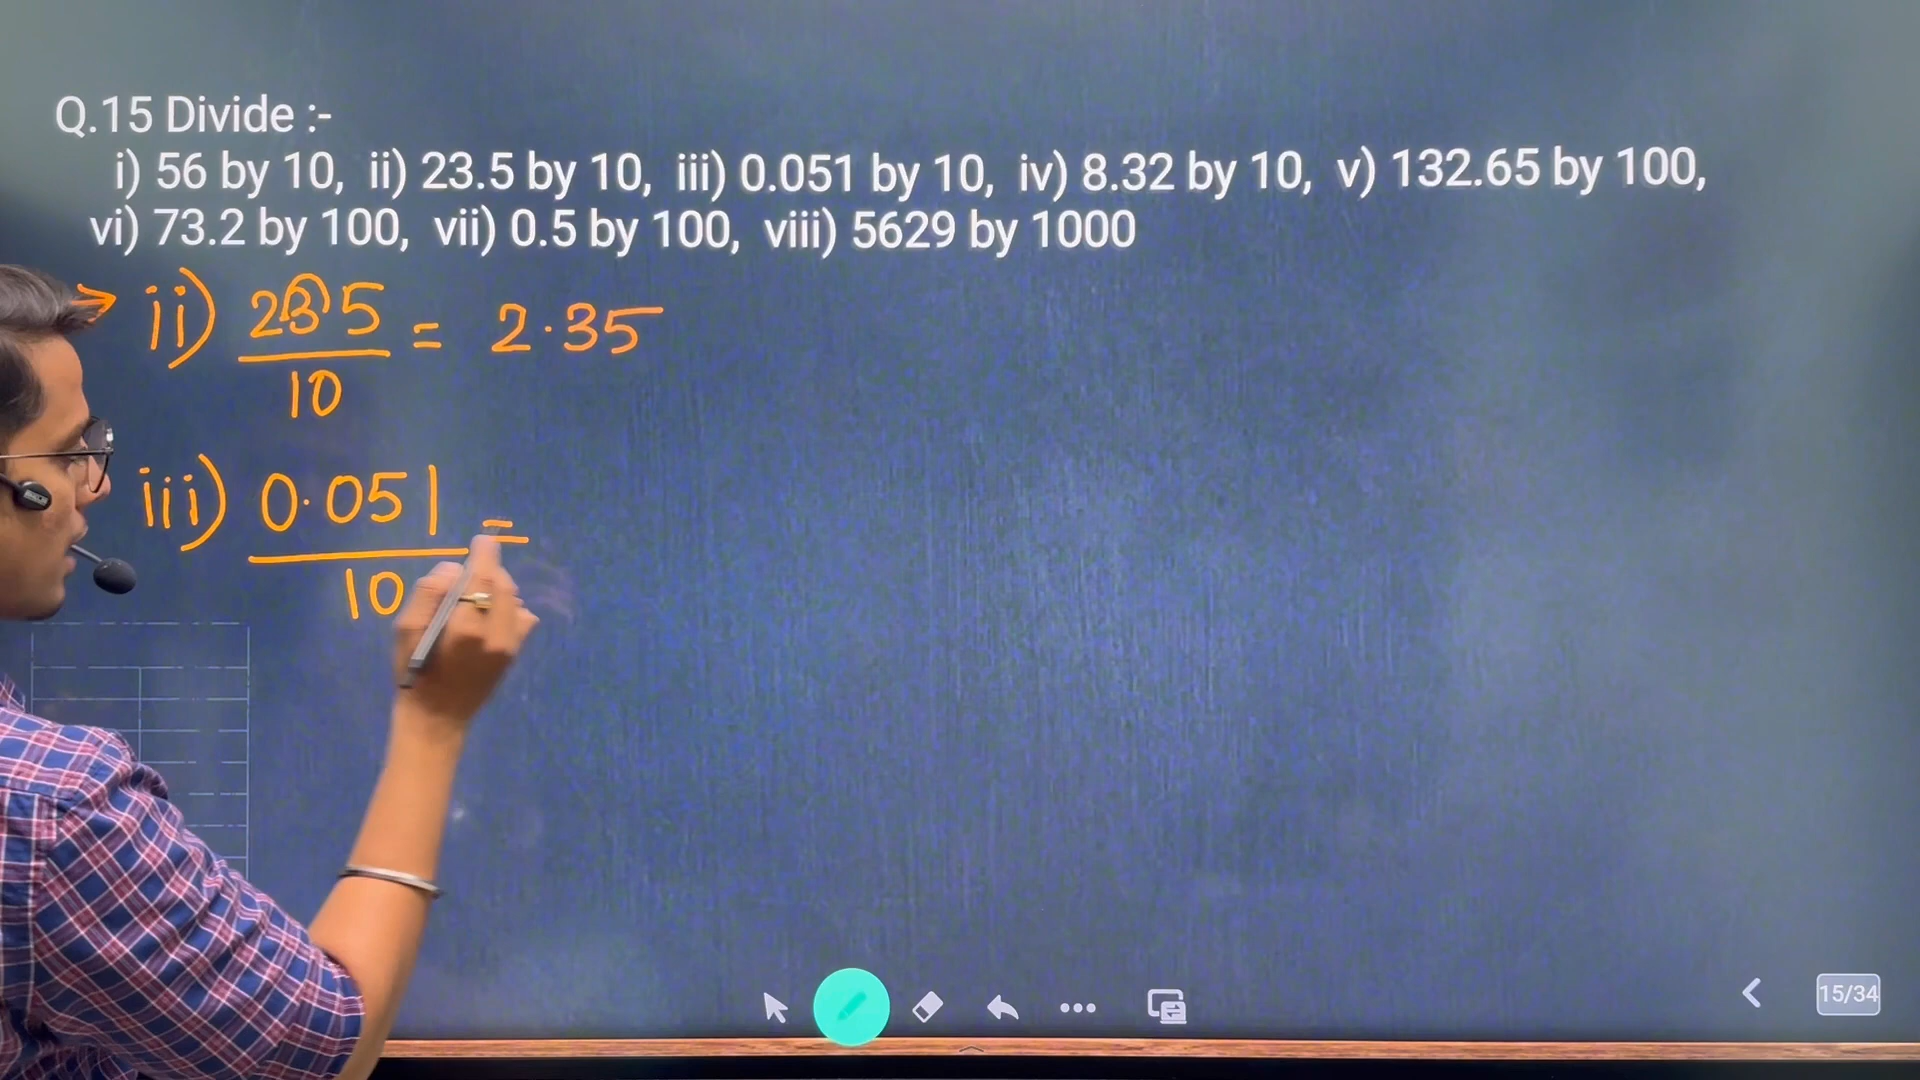 Q.15 Divide :-
i) 56 by 10, ii) 23.5 by 10, iii) 0.051 by 10, iv) 8.32 by 10, v) 132.65 by 100,
vi) 73.2 by 100, vii) 0.5 by 100, viii) 5629 by 1000
→ ii) 23.5
10
= 2.35
iii) 0.051
10
=
15/34